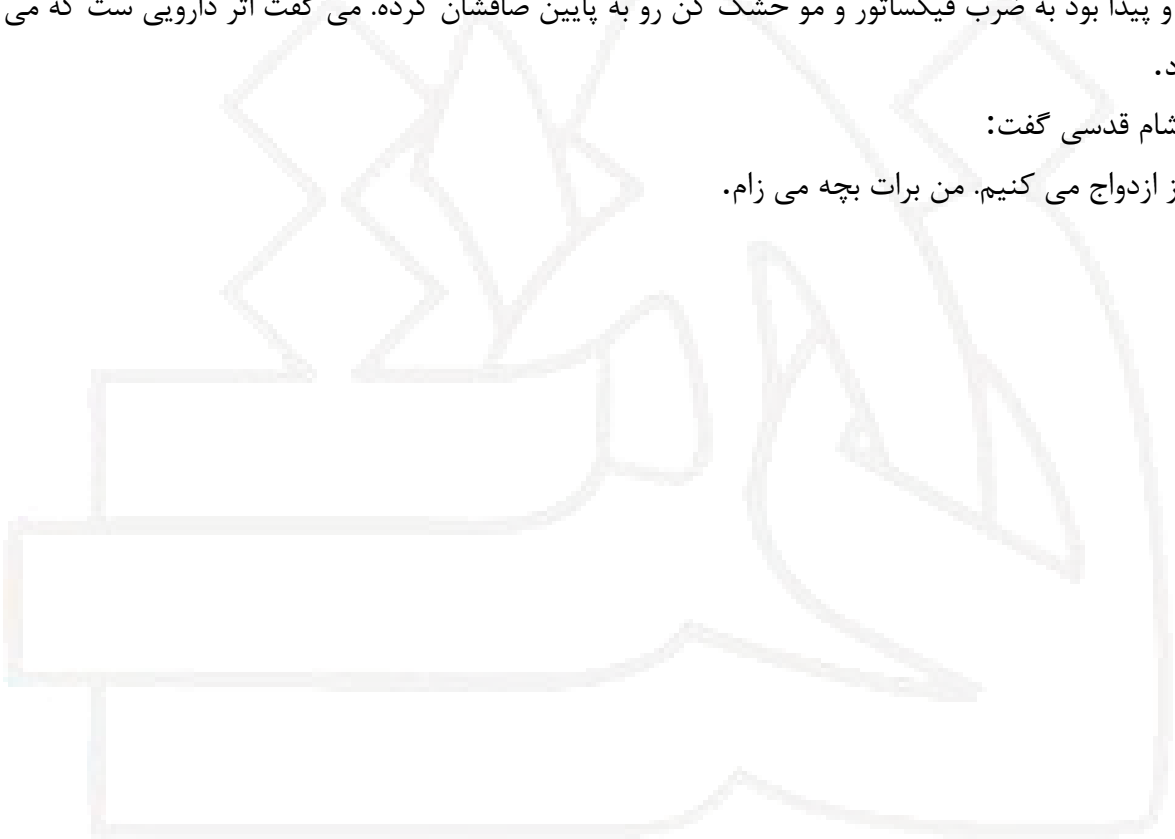 و پیدا بود به ضرب فیکساتور و مو خشک کن رو به پایین صافشان کرده. می گفت اثر دارویی ست که می
د.
شام قدسی گفت:
ز ازدواج می کنیم. من برات بچه می زام.